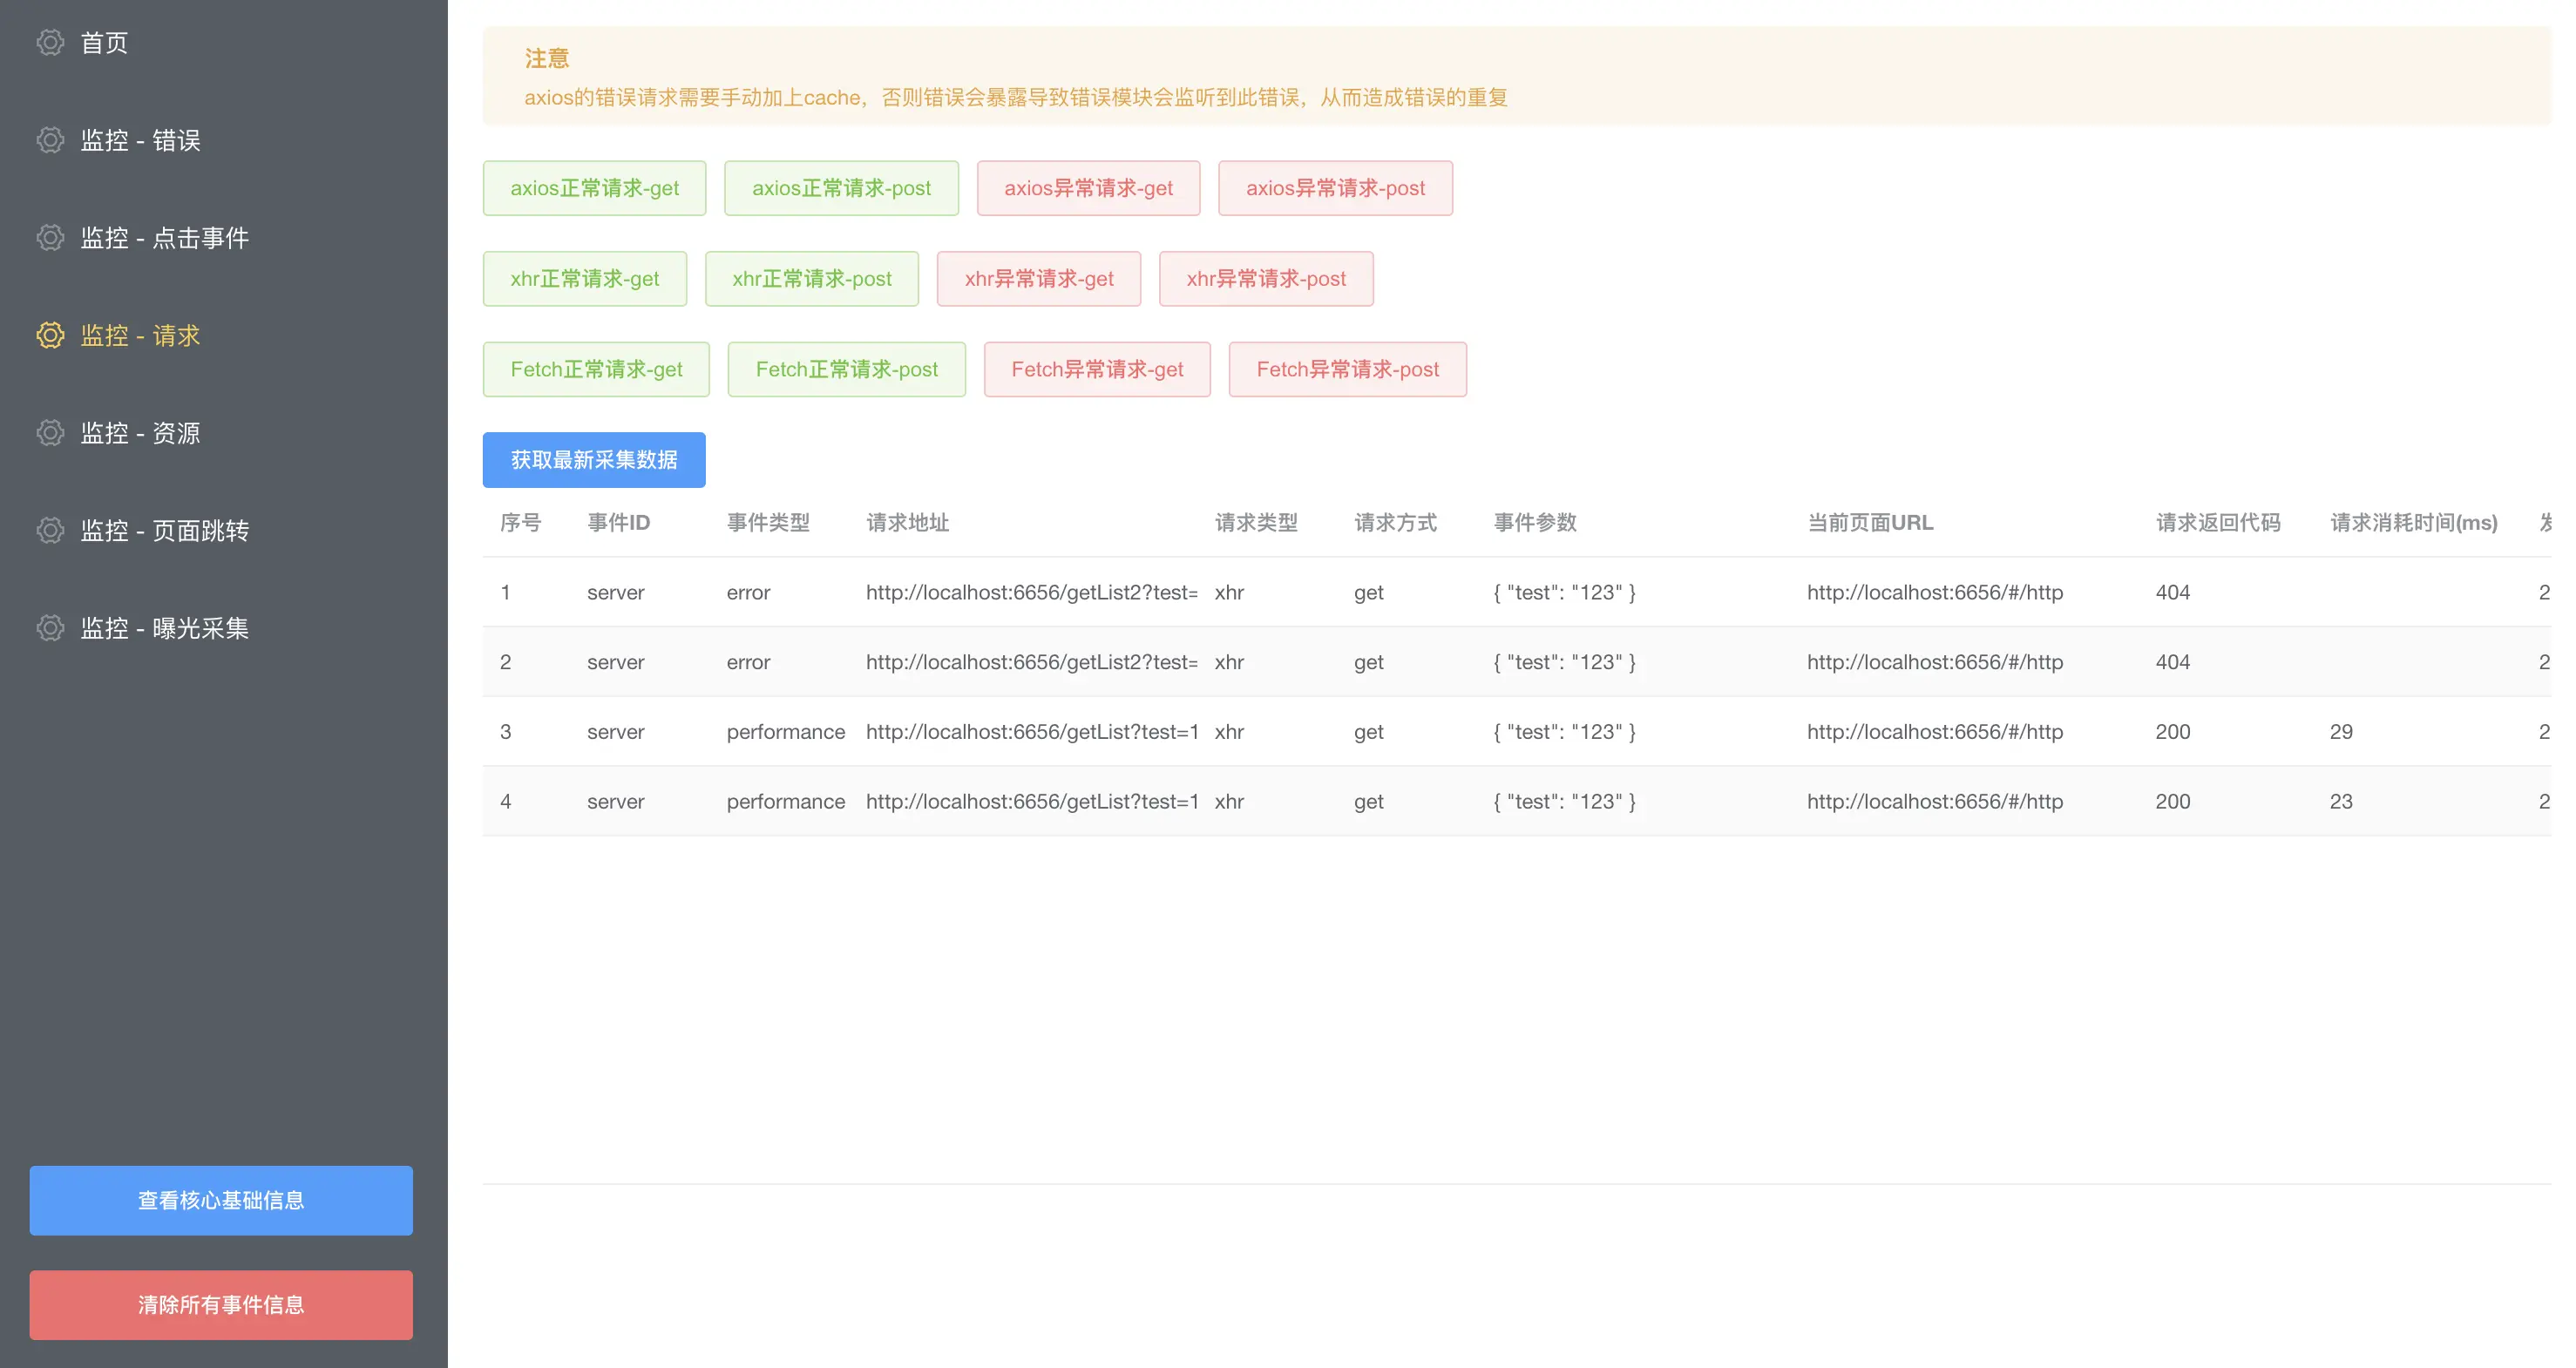 首页
监控 - 错误
监控 - 点击事件
监控 - 请求
监控 - 资源
监控 - 页面跳转
监控 - 曝光采集
查看核心基础信息
清除所有事件信息
注意
axios的错误请求需要手动加上cache，否则错误会暴露导致错误模块会监听到此错误，从而造成错误的重复
axios正常请求-get axios正常请求-post axios异常请求-get axios异常请求-post
xhr正常请求-get xhr正常请求-post xhr异常请求-get xhr异常请求-post
Fetch正常请求-get Fetch正常请求-post Fetch异常请求-get Fetch异常请求-post
获取最新采集数据
序号 事件ID 事件类型 请求地址 请求类型 请求方式 事件参数 当前页面URL 请求返回代码 请求消耗时间(ms)
1 server error http://localhost:6656/getList2?test= xhr get { "test": "123" } http://localhost:6656/#/http 404 2
2 server error http://localhost:6656/getList2?test= xhr get { "test": "123" } http://localhost:6656/#/http 404 2
3 server performance http://localhost:6656/getList?test=1 xhr get { "test": "123" } http://localhost:6656/#/http 200 29 2
4 server performance http://localhost:6656/getList?test=1 xhr get { "test": "123" } http://localhost:6656/#/http 200 23 2